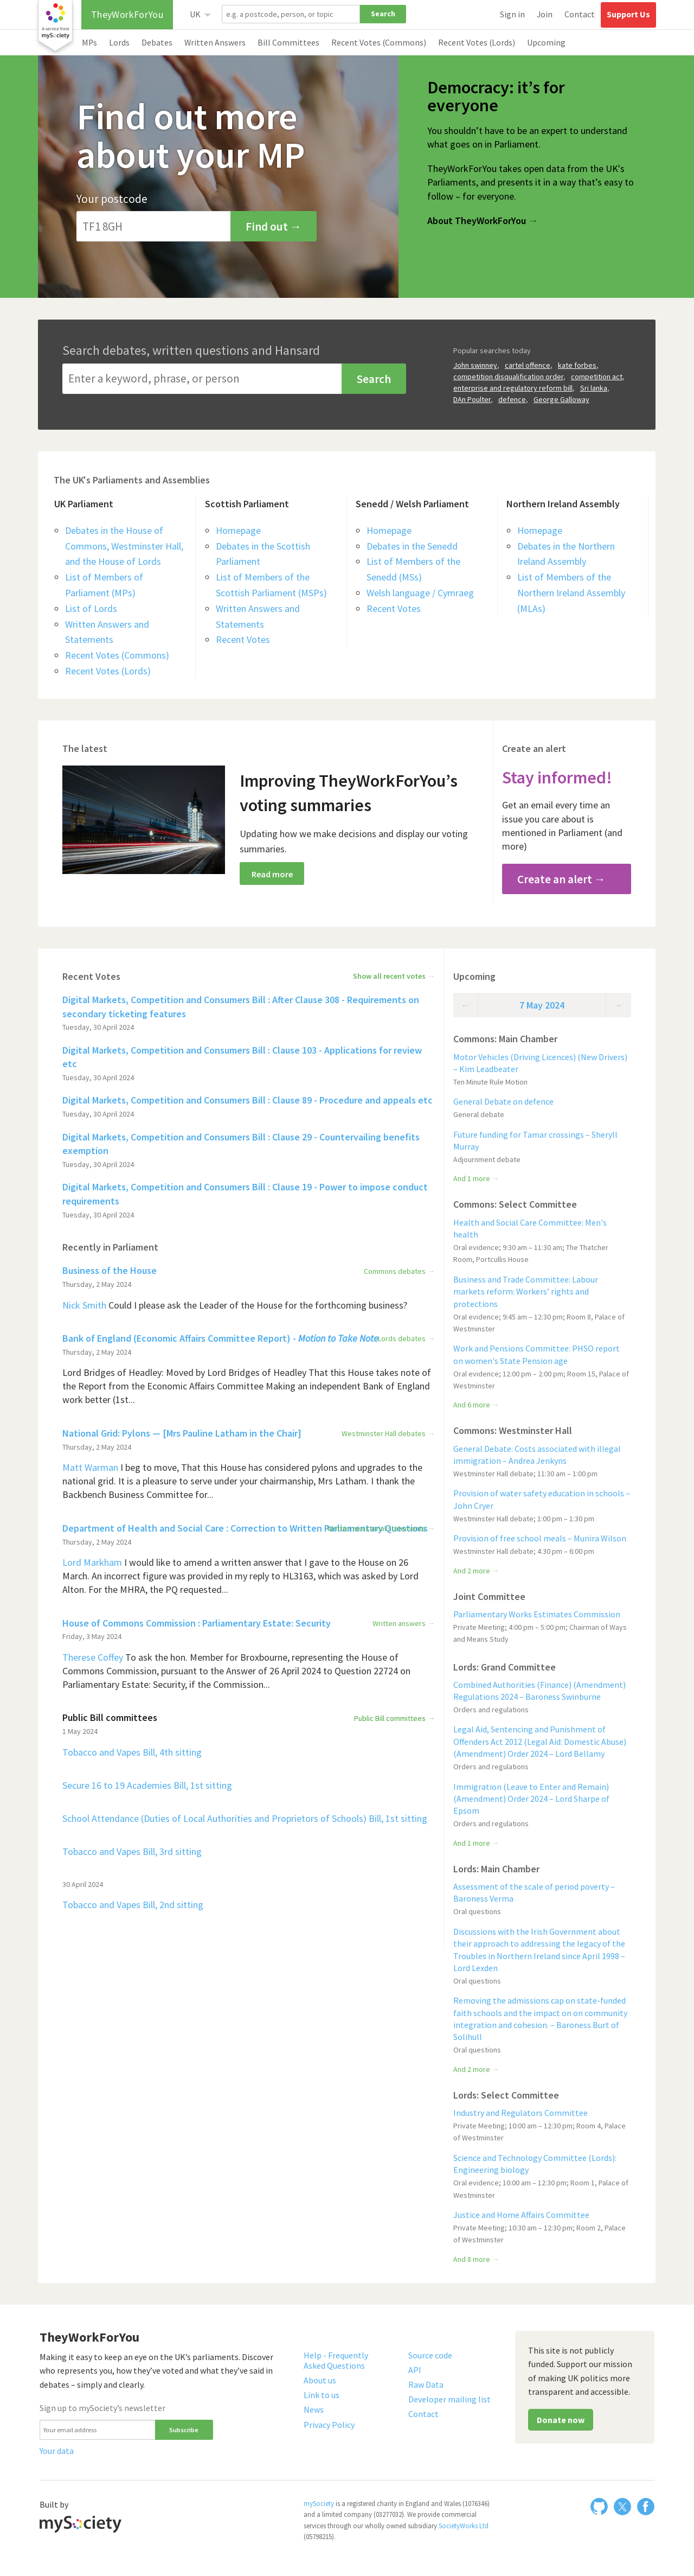 A service from
mySociety
TheyWorkForYou
UK
e.g. a postcode, person, or topic
Search
Sign in
Join
Contact
Support Us
MPs
Lords
Debates
Written Answers
Bill Committees
Recent Votes (Commons)
Recent Votes (Lords)
Upcoming
Find out more
about your MP
Your postcode
TF1 8GH
Find out →
Democracy: it’s for
everyone
You shouldn’t have to be an expert to understand
what goes on in Parliament.
TheyWorkForYou takes open data from the UK’s
Parliaments, and presents it in a way that’s easy to
follow – for everyone.
About TheyWorkForYou →
Search debates, written questions and Hansard
Enter a keyword, phrase, or person
Search
Popular searches today
John swinney, cartel offence, kate forbes,
competition disqualification order, competition act,
enterprise and regulatory reform bill, Sri lanka,
DAn Poulter, defence, George Galloway
The UK's Parliaments and Assemblies
UK Parliament
Debates in the House of
Commons, Westminster Hall,
and the House of Lords
List of Members of
Parliament (MPs)
List of Lords
Written Answers and
Statements
Recent Votes (Commons)
Recent Votes (Lords)
Scottish Parliament
Homepage
Debates in the Scottish
Parliament
List of Members of the
Scottish Parliament (MSPs)
Written Answers and
Statements
Recent Votes
Senedd / Welsh Parliament
Homepage
Debates in the Senedd
List of Members of the
Senedd (MSs)
Welsh language / Cymraeg
Recent Votes
Northern Ireland Assembly
Homepage
Debates in the Northern
Ireland Assembly
List of Members of the
Northern Ireland Assembly
(MLAs)
The latest
Improving TheyWorkForYou’s
voting summaries
Updating how we make decisions and display our voting
summaries.
Read more
Create an alert
Stay informed!
Get an email every time an
issue you care about is
mentioned in Parliament (and
more)
Create an alert →
Recent Votes
Show all recent votes →
Digital Markets, Competition and Consumers Bill : After Clause 308 - Requirements on
secondary ticketing features
Tuesday, 30 April 2024
Digital Markets, Competition and Consumers Bill : Clause 103 - Applications for review
etc
Tuesday, 30 April 2024
Digital Markets, Competition and Consumers Bill : Clause 89 - Procedure and appeals etc
Tuesday, 30 April 2024
Digital Markets, Competition and Consumers Bill : Clause 29 - Countervailing benefits
exemption
Tuesday, 30 April 2024
Digital Markets, Competition and Consumers Bill : Clause 19 - Power to impose conduct
requirements
Tuesday, 30 April 2024
Recently in Parliament
Business of the House
Commons debates →
Thursday, 2 May 2024
Nick Smith Could I please ask the Leader of the House for the forthcoming business?
Bank of England (Economic Affairs Committee Report) - Motion to Take Note
Lords debates →
Thursday, 2 May 2024
Lord Bridges of Headley: Moved by Lord Bridges of Headley That this House takes note of
the Report from the Economic Affairs Committee Making an independent Bank of England
work better (1st...
National Grid: Pylons — [Mrs Pauline Latham in the Chair]
Westminster Hall debates →
Thursday, 2 May 2024
Matt Warman I beg to move, That this House has considered pylons and upgrades to the
national grid. It is a pleasure to serve under your chairmanship, Mrs Latham. I thank the
Backbench Business Committee for...
Department of Health and Social Care : Correction to Written Parliamentary Questions
Thursday, 2 May 2024
Lord Markham I would like to amend a written answer that I gave to the House on 26
March. An incorrect figure was provided in my reply to HL3163, which was asked by Lord
Alton. For the MHRA, the PQ requested...
House of Commons Commission : Parliamentary Estate: Security
Written answers →
Friday, 3 May 2024
Therese Coffey To ask the hon. Member for Broxbourne, representing the House of
Commons Commission, pursuant to the Answer of 26 April 2024 to Question 22724 on
Parliamentary Estate: Security, if the Commission...
Public Bill committees
Public Bill committees →
1 May 2024
Tobacco and Vapes Bill, 4th sitting
Secure 16 to 19 Academies Bill, 1st sitting
School Attendance (Duties of Local Authorities and Proprietors of Schools) Bill, 1st sitting
Tobacco and Vapes Bill, 3rd sitting
30 April 2024
Tobacco and Vapes Bill, 2nd sitting
Upcoming
← 7 May 2024 →
Commons: Main Chamber
Motor Vehicles (Driving Licences) (New Drivers)
– Kim Leadbeater
Ten Minute Rule Motion
General Debate on defence
General debate
Future funding for Tamar crossings – Sheryll
Murray
Adjournment debate
And 1 more →
Commons: Select Committee
Health and Social Care Committee: Men's
health
Oral evidence; 9:30 am – 11:30 am; The Thatcher
Room, Portcullis House
Business and Trade Committee: Labour
markets reform: Workers' rights and
protections
Oral evidence; 9:45 am – 12:30 pm; Room 8, Palace of
Westminster
Work and Pensions Committee: PHSO report
on women's State Pension age
Oral evidence; 12:00 pm – 2:00 pm; Room 15, Palace of
Westminster
And 6 more →
Commons: Westminster Hall
General Debate: Costs associated with illegal
immigration – Andrea Jenkyns
Westminster Hall debate; 11:30 am – 1:00 pm
Provision of water safety education in schools –
John Cryer
Westminster Hall debate; 1:00 pm – 1:30 pm
Provision of free school meals – Munira Wilson
Westminster Hall debate; 4:30 pm – 6:00 pm
And 2 more →
Joint Committee
Parliamentary Works Estimates Commission
Private Meeting; 4:00 pm – 5:00 pm; Chairman of Ways
and Means Study
Lords: Grand Committee
Combined Authorities (Finance) (Amendment)
Regulations 2024 – Baroness Swinburne
Orders and regulations
Legal Aid, Sentencing and Punishment of
Offenders Act 2012 (Legal Aid: Domestic Abuse)
(Amendment) Order 2024 – Lord Bellamy
Orders and regulations
Immigration (Leave to Enter and Remain)
(Amendment) Order 2024 – Lord Sharpe of
Epsom
Orders and regulations
And 1 more →
Lords: Main Chamber
Assessment of the scale of period poverty –
Baroness Verma
Oral questions
Discussions with the Irish Government about
their approach to addressing the legacy of the
Troubles in Northern Ireland since April 1998 –
Lord Lexden
Oral questions
Removing the admissions cap on state-funded
faith schools and the impact on on community
integration and cohesion. – Baroness Burt of
Solihull
Oral questions
And 2 more →
Lords: Select Committee
Industry and Regulators Committee
Private Meeting; 10:00 am – 12:30 pm; Room 4, Palace
of Westminster
Science and Technology Committee (Lords):
Engineering biology
Oral evidence; 10:00 am – 12:30 pm; Room 1, Palace of
Westminster
Justice and Home Affairs Committee
Private Meeting; 10:30 am – 12:30 pm; Room 2, Palace
of Westminster
And 8 more →
TheyWorkForYou
Making it easy to keep an eye on the UK’s parliaments. Discover
who represents you, how they’ve voted and what they’ve said in
debates – simply and clearly.
Sign up to mySociety’s newsletter
Your email address
Subscribe
Your data
Help - Frequently
Asked Questions
About us
Link to us
News
Privacy Policy
Source code
API
Raw Data
Developer mailing list
Contact
This site is not publicly
funded. Support our mission
of making UK politics more
transparent and accessible.
Donate now
Built by
mySociety
mySociety is a registered charity in England and Wales (1076346)
and a limited company (03277032). We provide commercial
services through our wholly owned subsidiary SocietyWorks Ltd
(05798215).